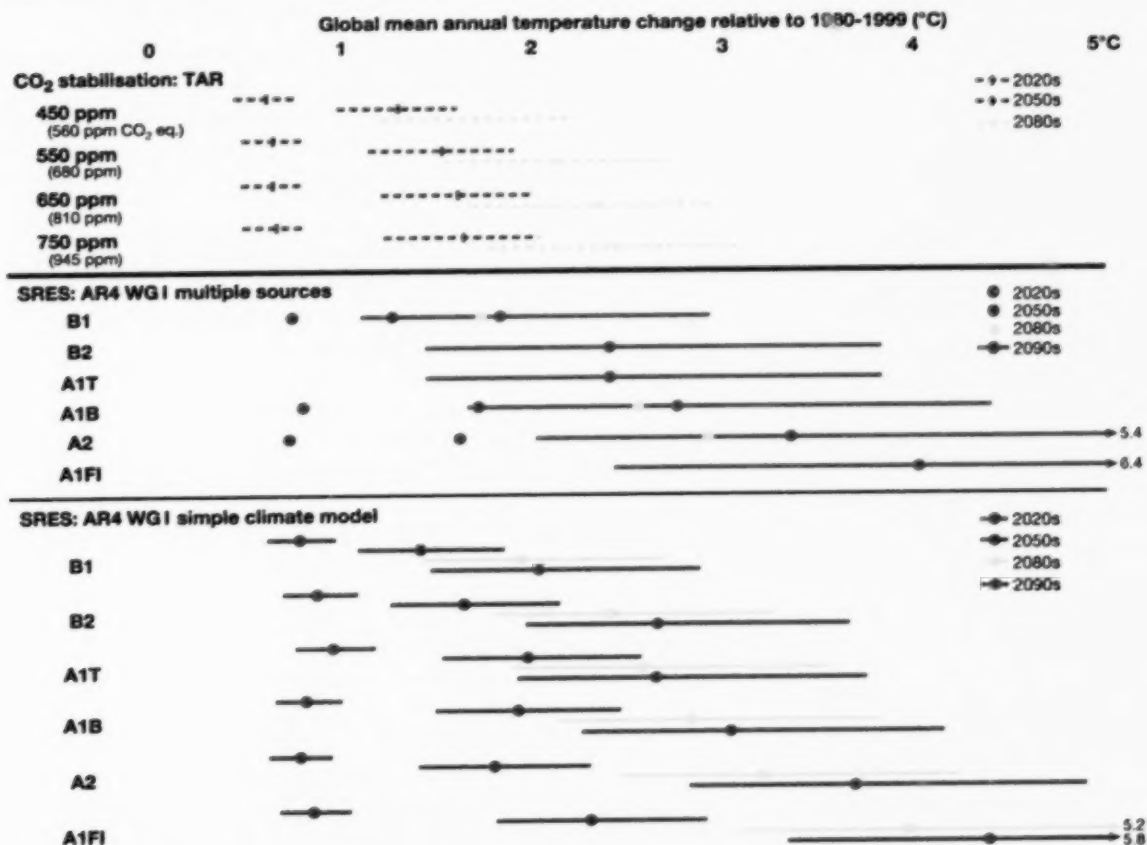 Global mean annual temperature change relative to 1980-1999 (°C)
0 1 2 3 4 5°C
CO₂ stabilisation: TAR
2020s
450 ppm
2050s
(560 ppm CO₂ eq.)
2080s
550 ppm
(680 ppm)
650 ppm
(810 ppm)
750 ppm
(945 ppm)
SRES: AR4 WG I multiple sources
2020s
B1
2050s
2080s
B2
2090s
A1T
A1B
A2
5.4
A1FI
6.4
SRES: AR4 WG I simple climate model
2020s
2050s
B1
2080s
2090s
B2
A1T
A1B
A2
5.2
A1FI
5.8